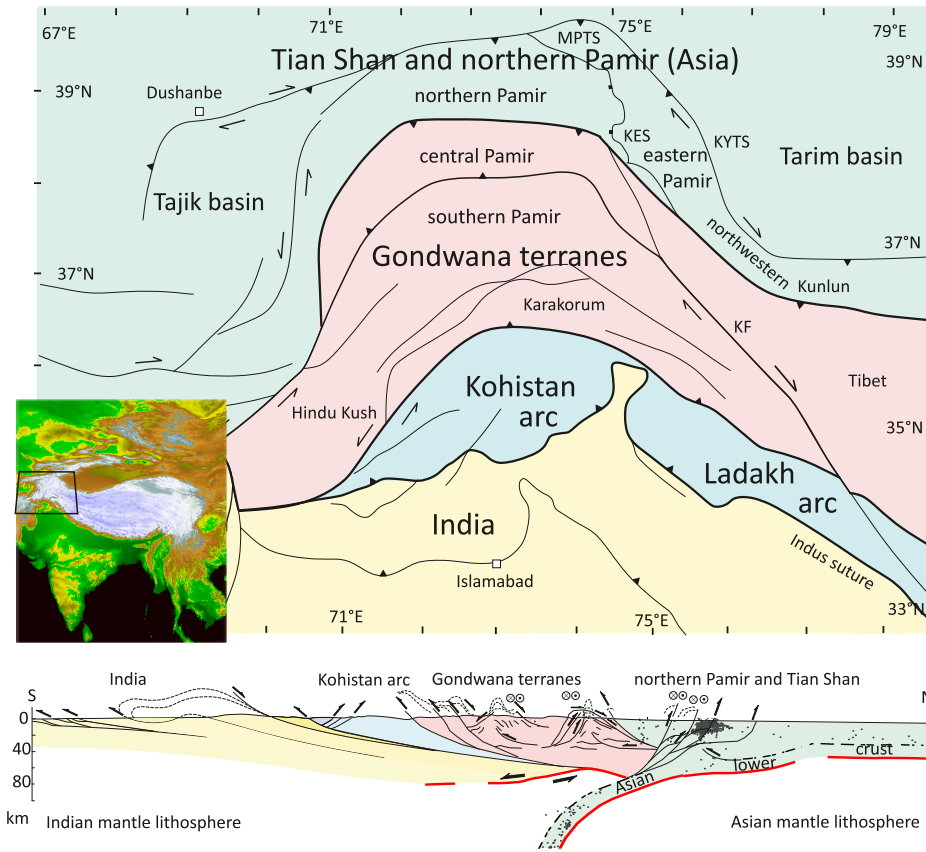 67°E
71°E
75°E
79°E
MPTS
Tian Shan and northern Pamir (Asia)
39°N
39°N
Dushanbe
northern Pamir
KES
KYTS
central Pamir
eastern
Pamir
Tarim basin
Tajik basin
southern Pamir
northwestern
Kunlun
37°N
Gondwana terranes
37°N
Karakorum
KF
Tibet
Kohistan
arc
Hindu Kush
35°N
Ladakh
arc
India
Indus suture
Islamabad
33°N
71°E
75°E
India
Kohistan arc
Gondwana terranes
northern Pamir and Tian Shan
S
N
0
40
80
km
Asian
lower
crust
Indian mantle lithosphere
Asian mantle lithosphere